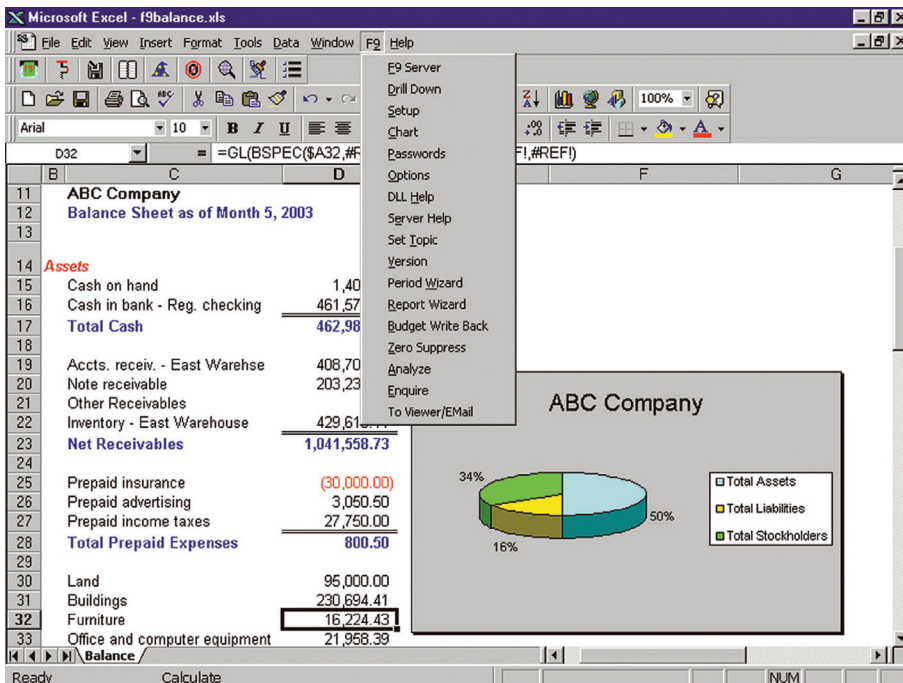 Microsoft Excel - f9balance.xls
File Edit View Insert Format Tools Data Window F9 Help
F9 Server
Drill Down
Setup
Chart
Passwords
Options
DLL Help
Server Help
Set Topic
Version
Period Wizard
Report Wizard
Budget Write Back
Zero Suppress
Analyze
Enquire
To Viewer/EMail
100%
Arial 10 B I U
D32 = =GL(BSPEC($A32,#R F!,#REF!)
B C D F G
11 ABC Company
12 Balance Sheet as of Month 5, 2003
13
14 Assets
15 Cash on hand 1,40
16 Cash in bank - Reg. checking 461,57
17 Total Cash 462,98
18
19 Accts. receiv. - East Warehse 408,70
20 Note receivable 203,23
21 Other Receivables
22 Inventory - East Warehouse 429,61
23 Net Receivables 1,041,558.73
24
25 Prepaid insurance (30,000.00)
26 Prepaid advertising 3,050.50
27 Prepaid income taxes 27,750.00
28 Total Prepaid Expenses 800.50
29
30 Land 95,000.00
31 Buildings 230,694.41
32 Furniture 16,224.43
33 Office and computer equipment 21,958.39
ABC Company
34%
50%
16%
Total Assets
Total Liabilities
Total Stockholders
Balance
Ready Calculate NUM